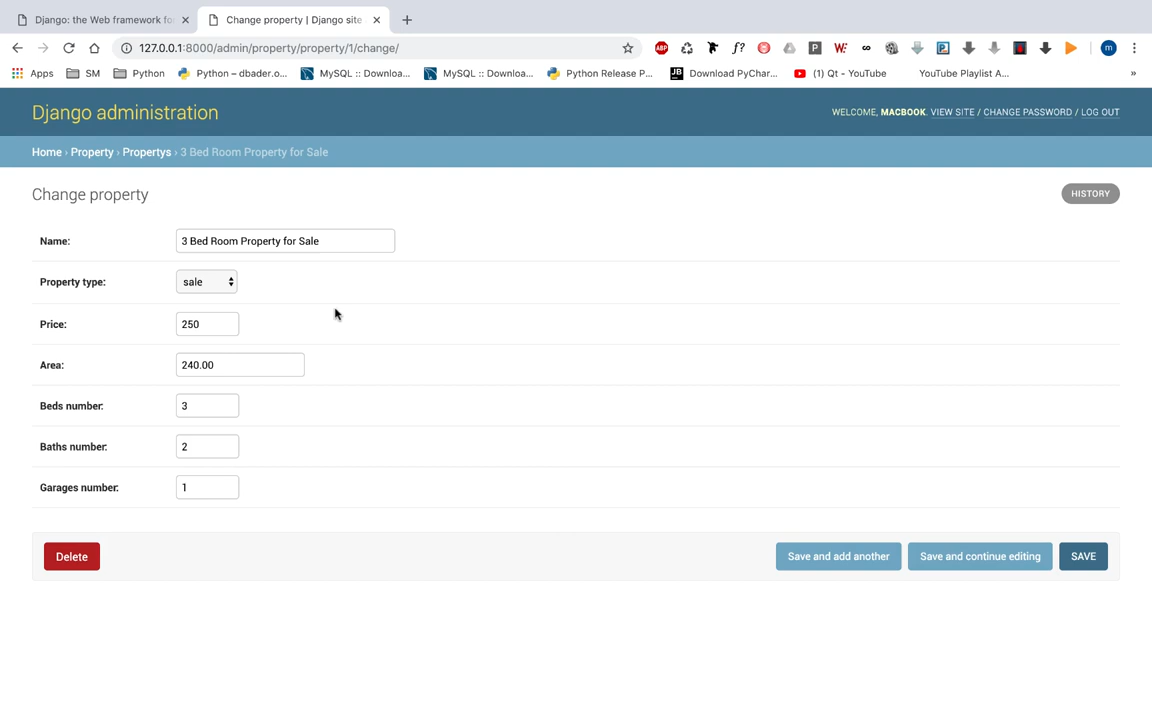 Django: the Web framework fo
Change property | Django site
127.0.0.1:8000/admin/property/property/1/change/
Apps SM Python Python – dbader.o... MySQL :: Downloa... MySQL :: Downloa... Python Release P... Download PyChar... (1) Qt - YouTube YouTube Playlist A... »
Django administration
WELCOME, MACBOOK. VIEW SITE / CHANGE PASSWORD / LOG OUT
Home › Property › Propertys › 3 Bed Room Property for Sale
Change property
HISTORY
Name: 3 Bed Room Property for Sale
Property type: sale
Price: 250
Area: 240.00
Beds number: 3
Baths number: 2
Garages number: 1
Delete
Save and add another
Save and continue editing
SAVE